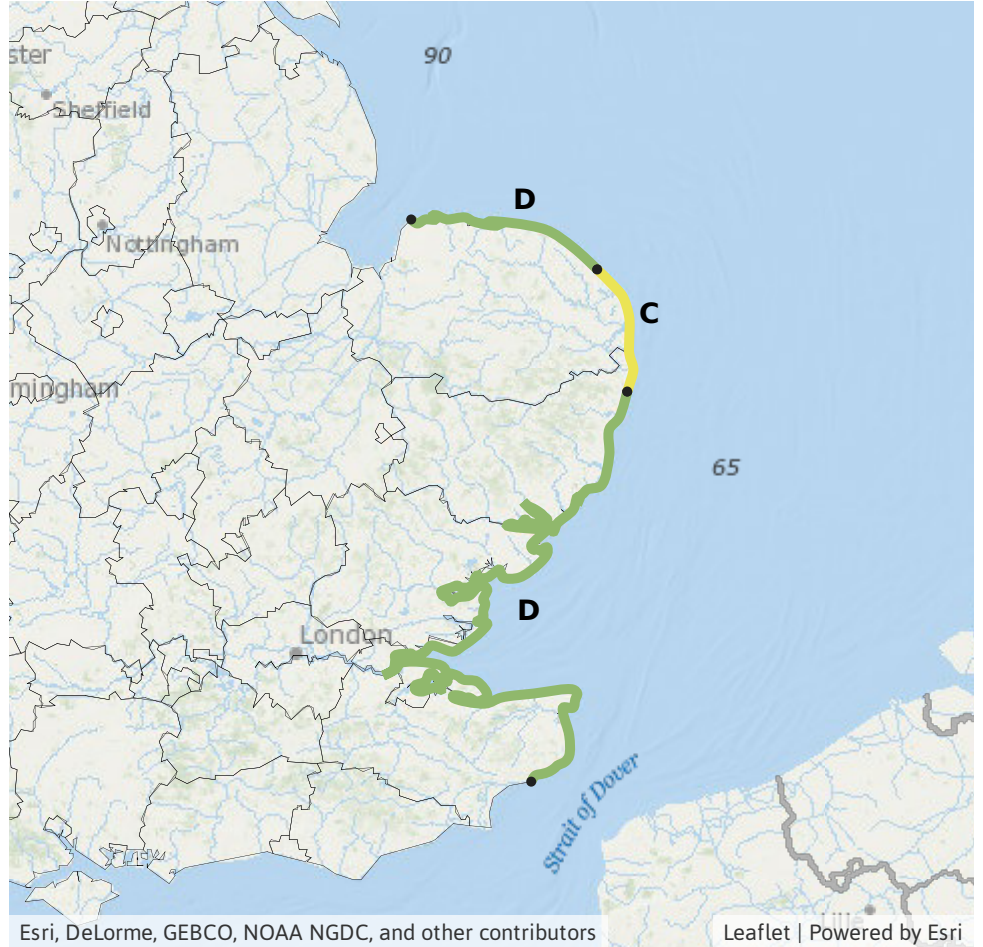 90
ster
Sheffield
D
Nottingham
C
mingham
65
D
London
Strait of Dover
Lille
Esri, DeLorme, GEBCO, NOAA NGDC, and other contributors
Leaflet | Powered by Esri